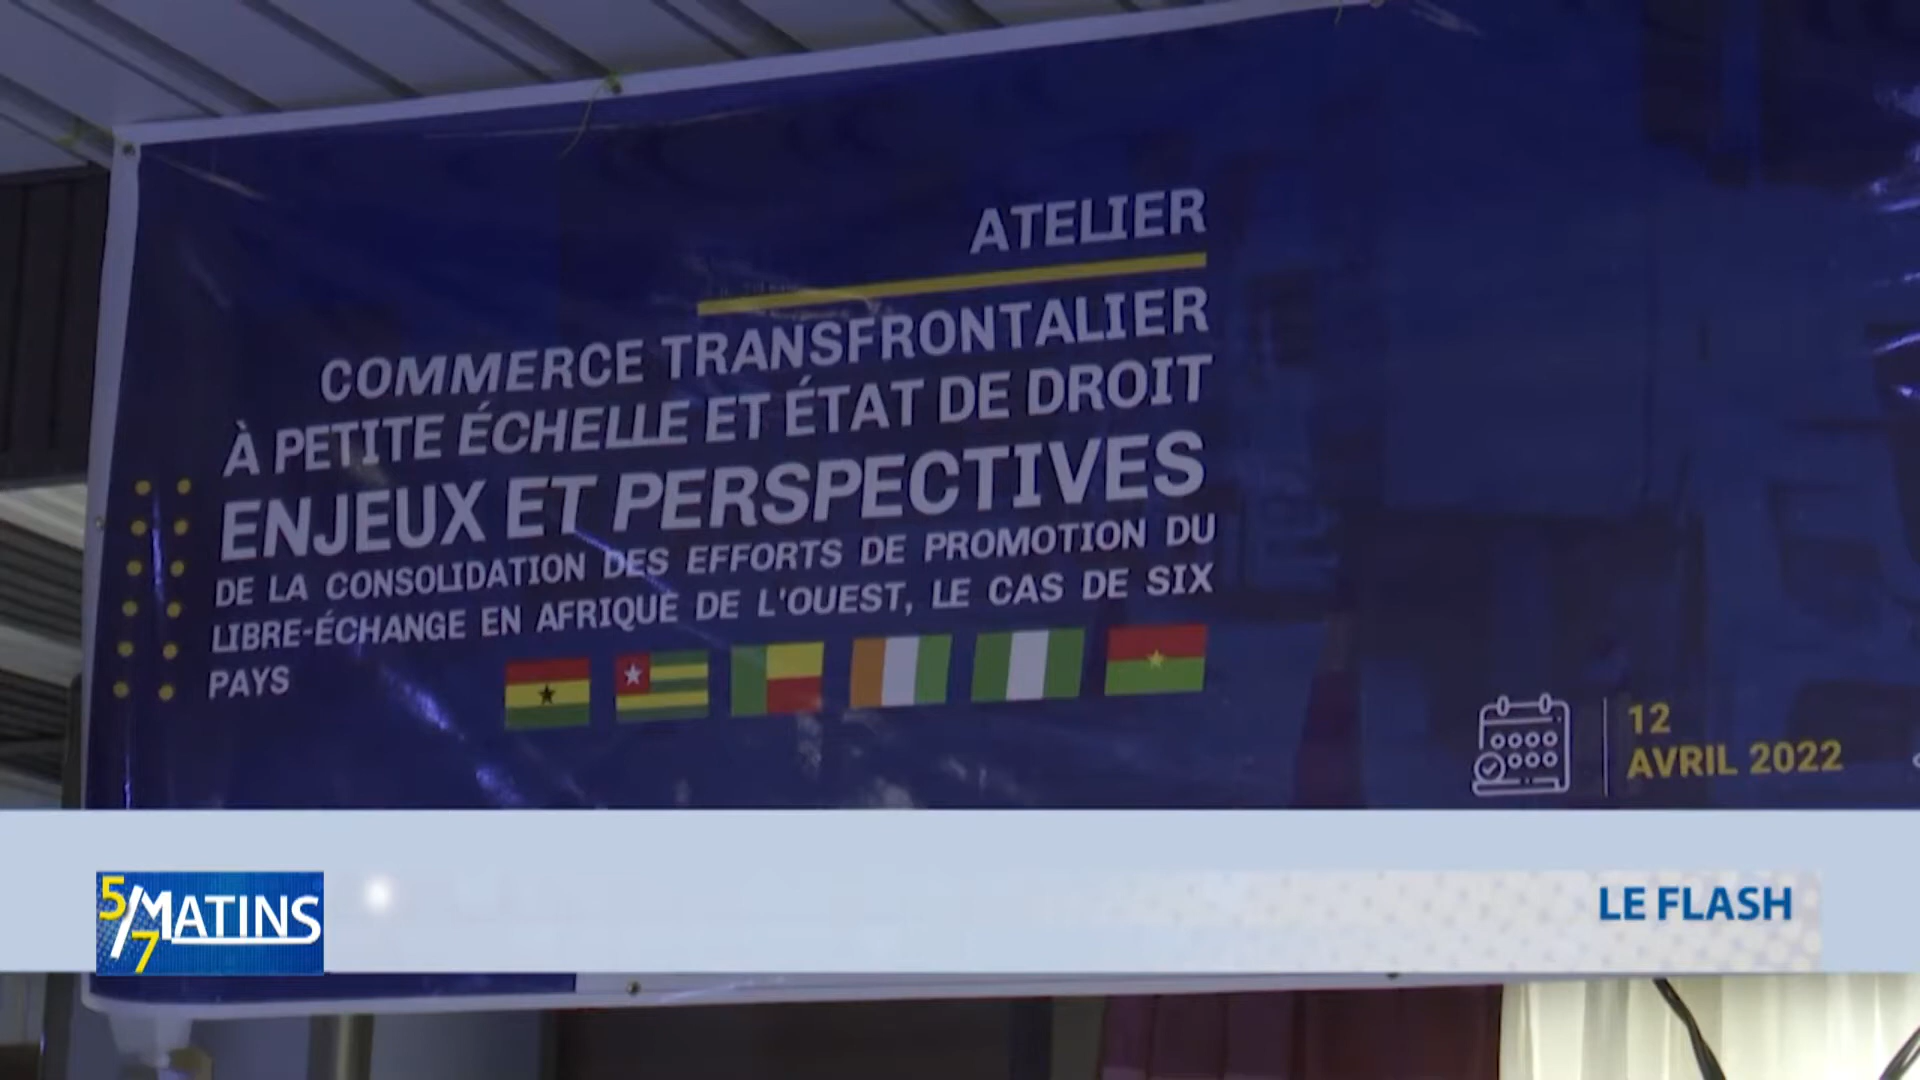 ATELIER
COMMERCE TRANSFRONTALIER
À PETITE ÉCHELLE ET ÉTAT DE DROIT
ENJEUX ET PERSPECTIVES
DE LA CONSOLIDATION DES EFFORTS DE PROMOTION DU
LIBRE-ÉCHANGE EN AFRIQUE DE L'OUEST, LE CAS DE SIX
PAYS
12
AVRIL 2022
5/7 MATINS
LE FLASH